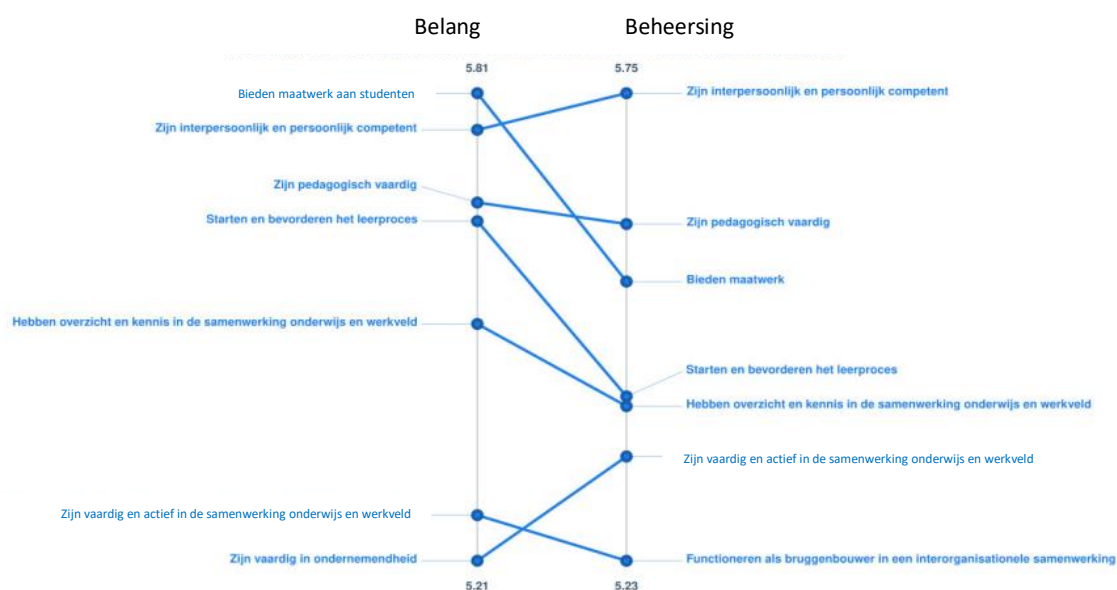 Belang Beheersing
5.81 5.75
Bieden maatwerk aan studenten
Zijn interpersoonlijk en persoonlijk competent
Zijn interpersoonlijk en persoonlijk competent
Zijn pedagogisch vaardig
Starten en bevorderen het leerproces
Zijn pedagogisch vaardig
Bieden maatwerk
Hebben overzicht en kennis in de samenwerking onderwijs en werkveld
Starten en bevorderen het leerproces
Hebben overzicht en kennis in de samenwerking onderwijs en werkveld
Zijn vaardig en actief in de samenwerking onderwijs en werkveld
Zijn vaardig en actief in de samenwerking onderwijs en werkveld
Zijn vaardig in ondernemendheid
Functioneren als bruggenbouwer in een interorganisationele samenwerking
5.21 5.23